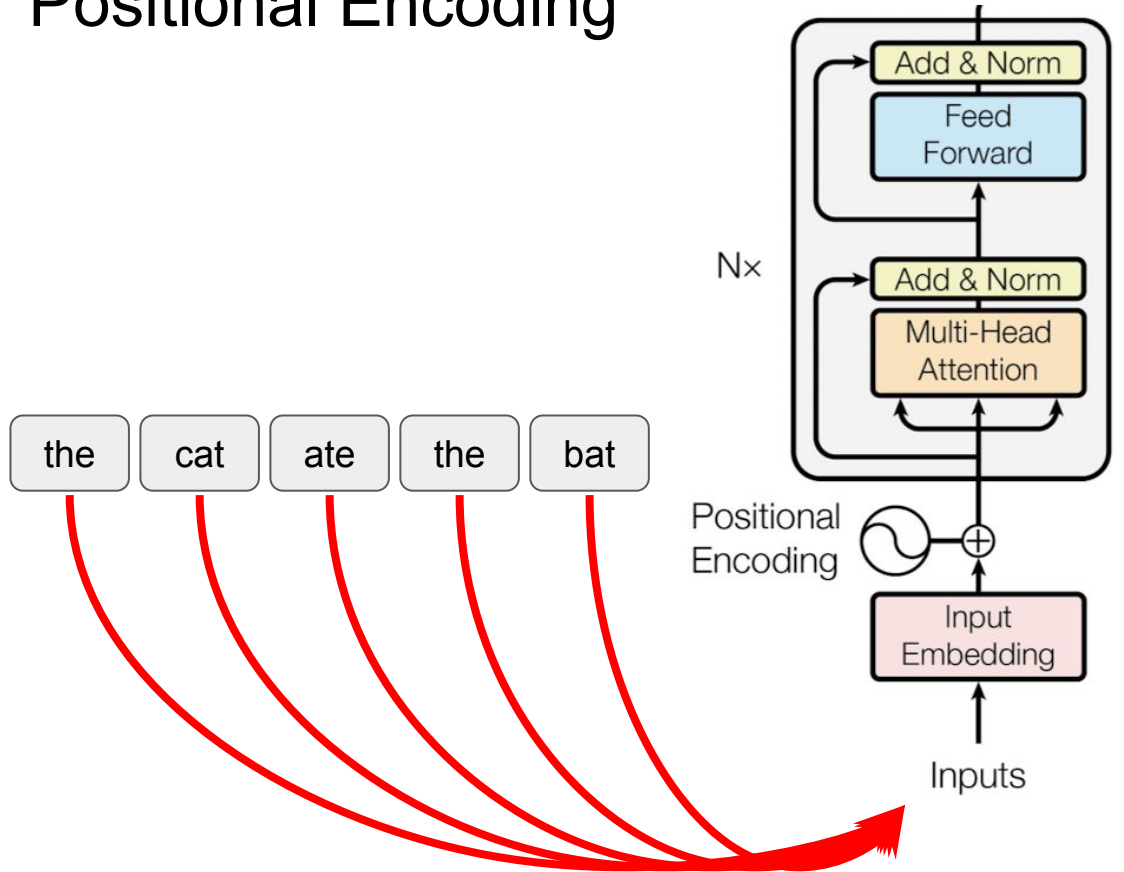 Positional Encoding
Add & Norm
Feed
Forward
Nx
Add & Norm
Multi-Head
Attention
the cat ate the bat
Positional
Encoding
Input
Embedding
Inputs